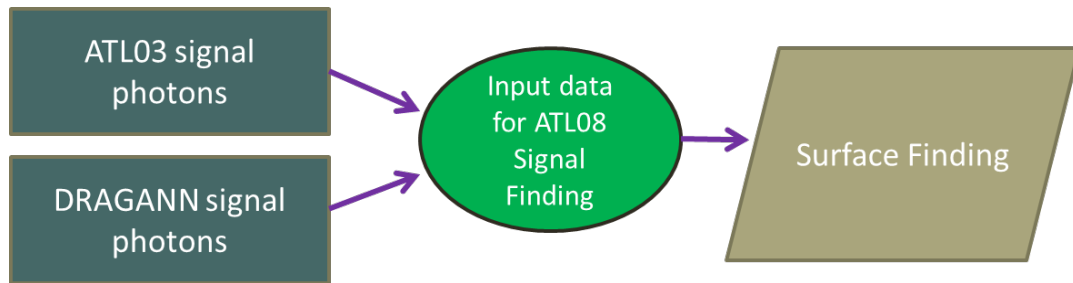 ATL03 signal
photons
DRAGANN signal
photons
Input data
for ATL08
Signal
Finding
Surface Finding